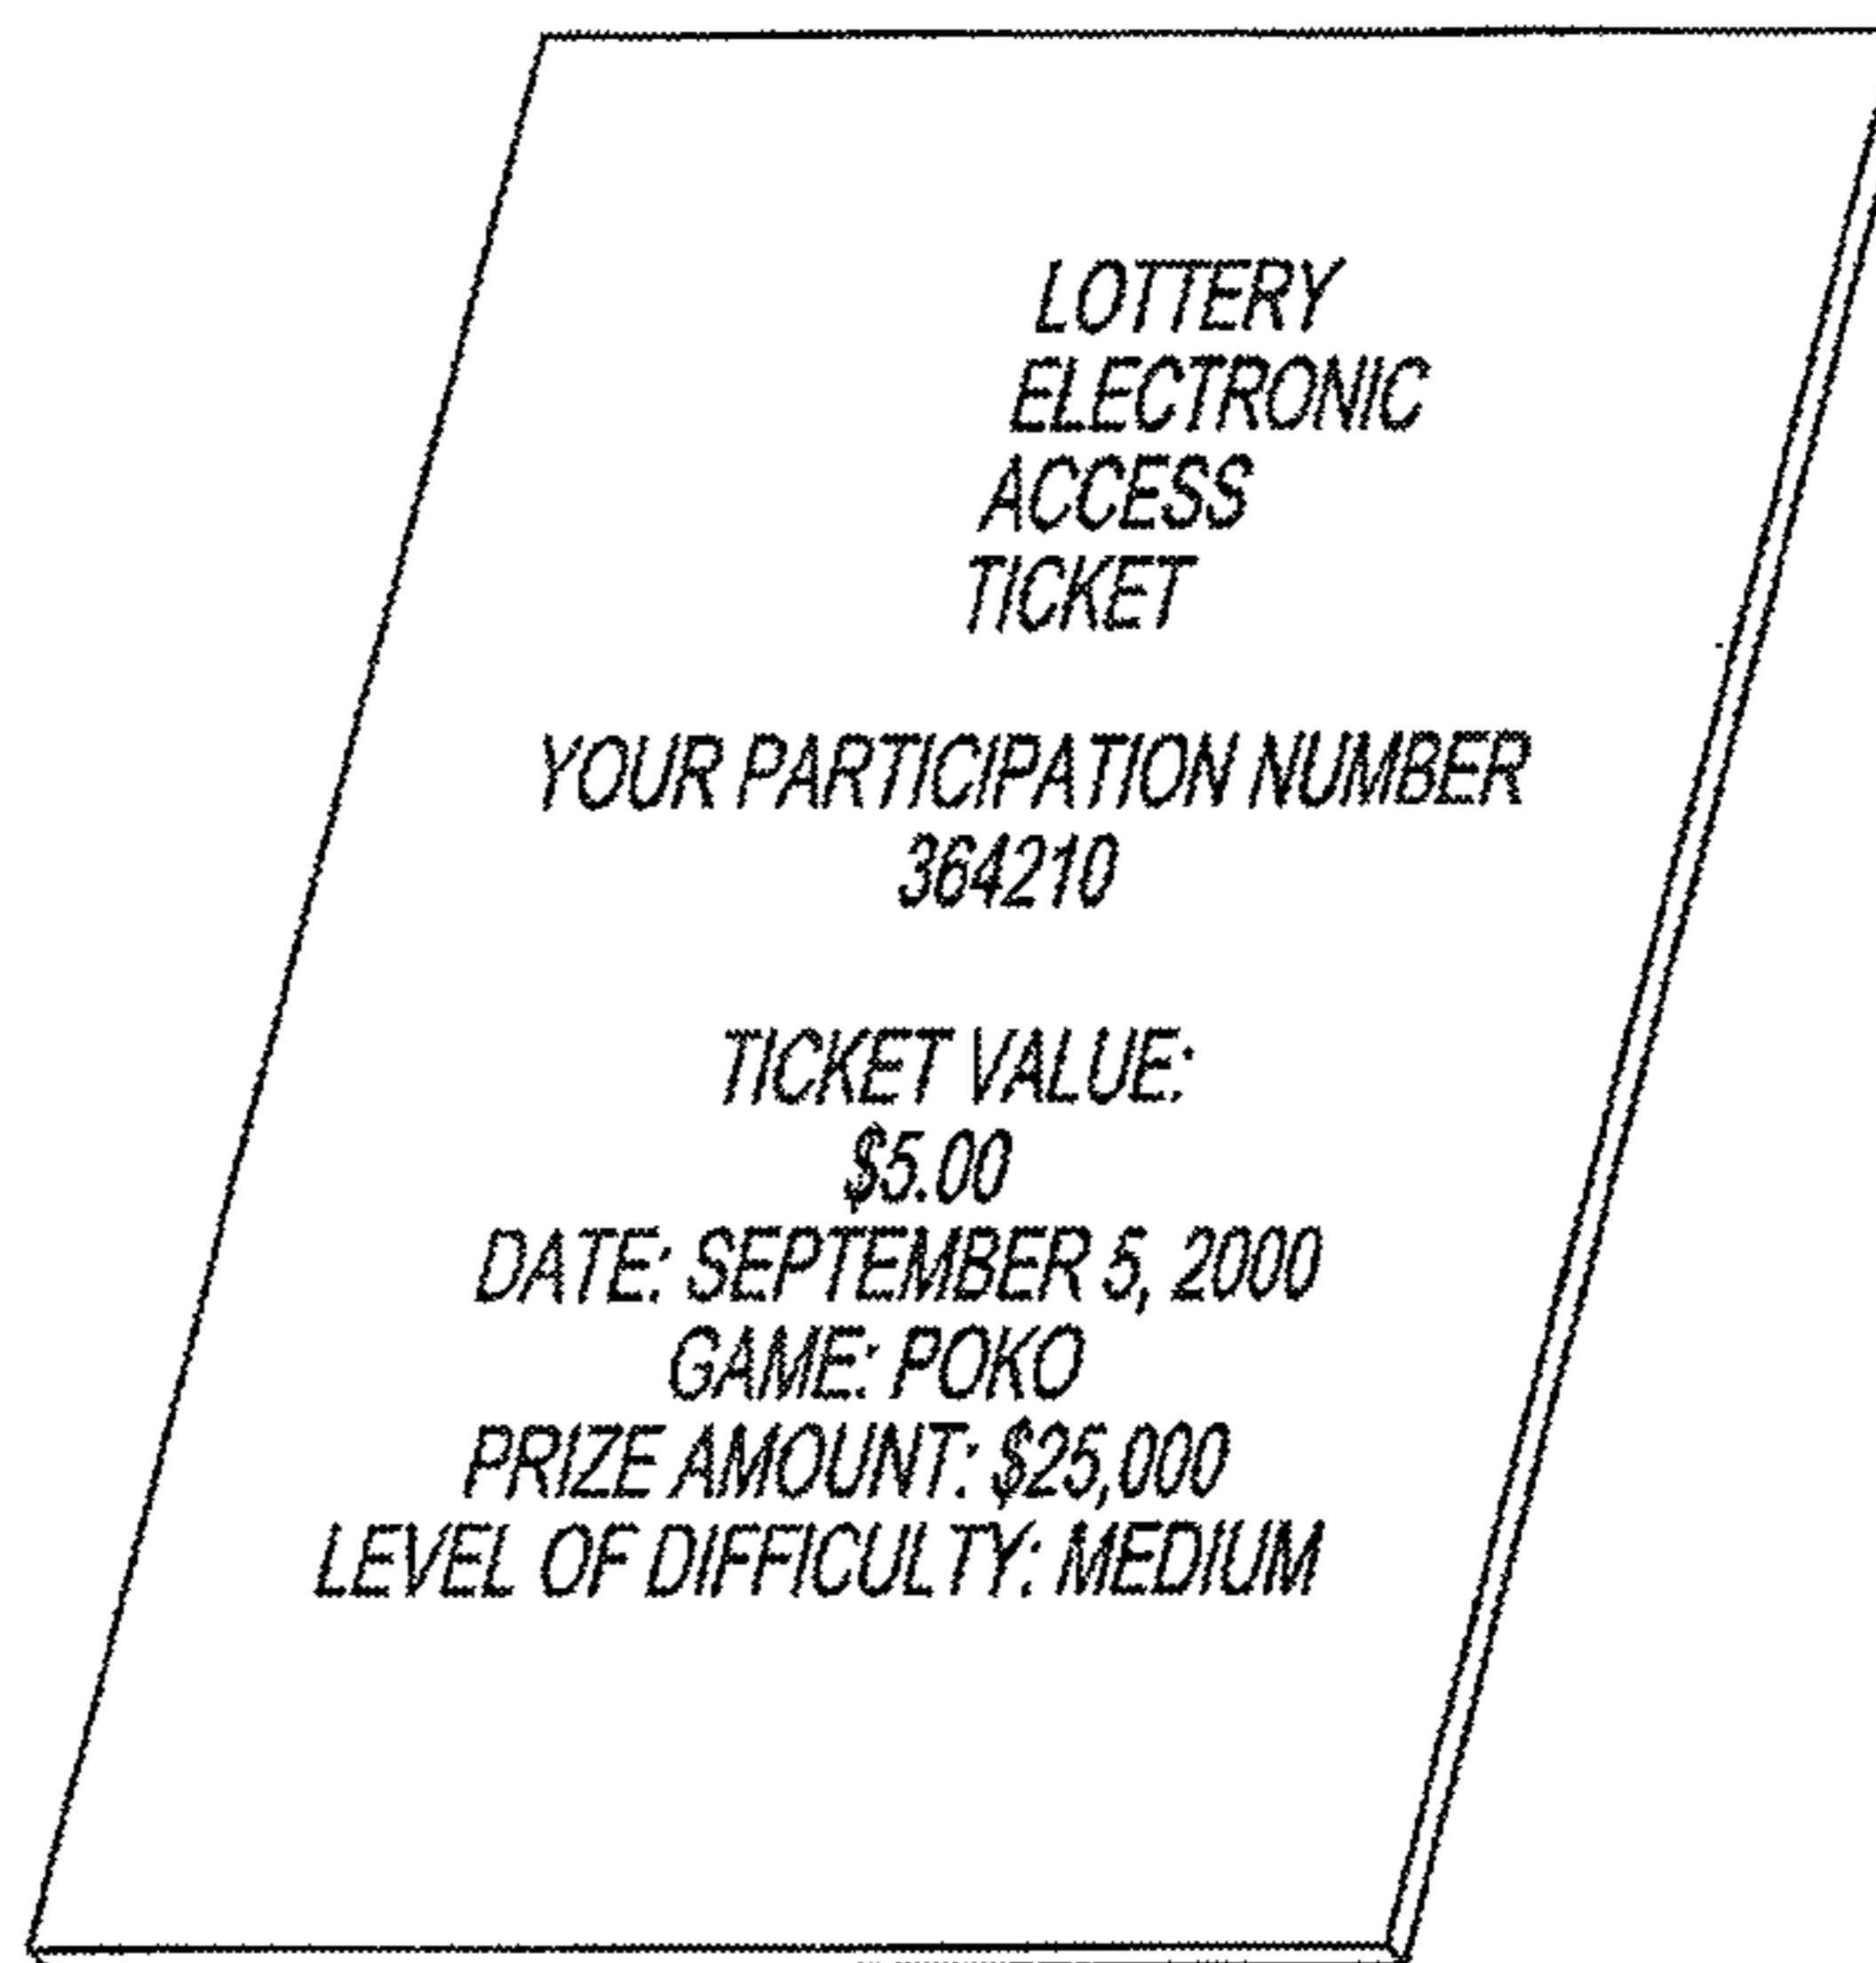 LOTTERY
ELECTRONIC
ACCESS
TICKET
YOUR PARTICIPATION NUMBER
364210
TICKET VALUE:
$5.00
DATE: SEPTEMBER 5, 2000
GAME: POKO
PRIZE AMOUNT: $25,000
LEVEL OF DIFFICULTY: MEDIUM